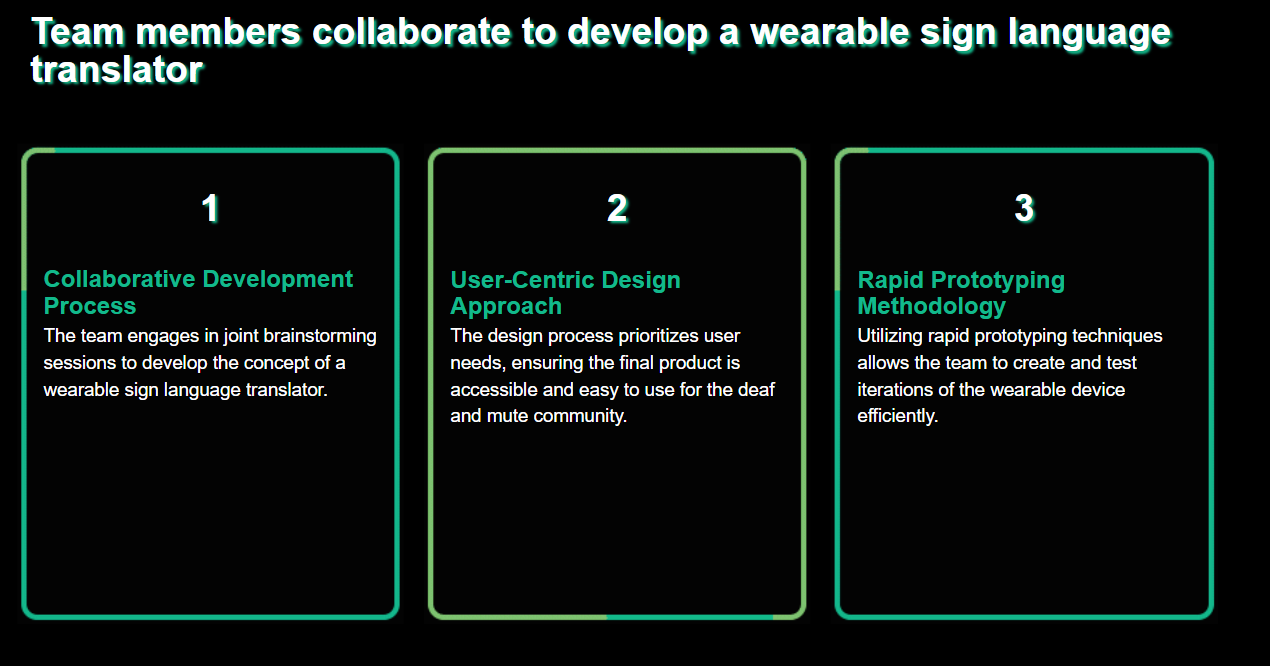 Team members collaborate to develop a wearable sign language
translator
1
Collaborative Development
Process
The team engages in joint brainstorming
sessions to develop the concept of a
wearable sign language translator.
2
User-Centric Design
Approach
The design process prioritizes user
needs, ensuring the final product is
accessible and easy to use for the deaf
and mute community.
3
Rapid Prototyping
Methodology
Utilizing rapid prototyping techniques
allows the team to create and test
iterations of the wearable device
efficiently.